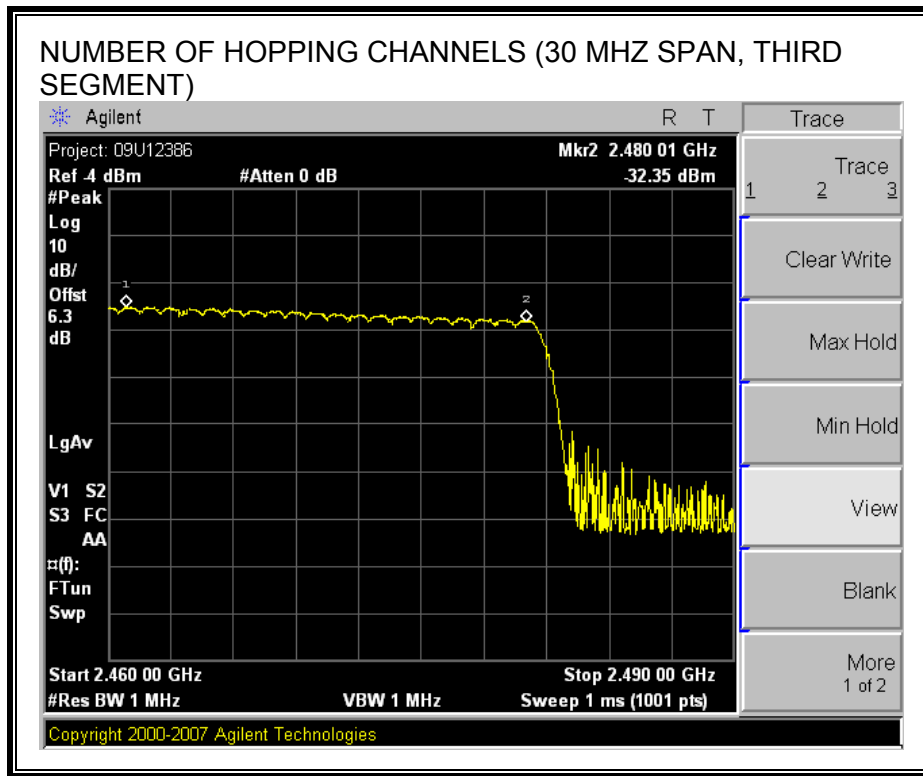 NUMBER OF HOPPING CHANNELS (30 MHZ SPAN, THIRD
SEGMENT)
Agilent R T
Trace
Project: 09U12386 Mkr2 2.480 01 GHz
Ref -4 dBm #Atten 0 dB -32.35 dBm
#Peak
Log
10
dB/
Offst
6.3
dB
1
2
LgAv
V1 S2
S3 FC
AA
¤(f):
FTun
Swp
Start 2.460 00 GHz Stop 2.490 00 GHz
#Res BW 1 MHz VBW 1 MHz Sweep 1 ms (1001 pts)
Copyright 2000-2007 Agilent Technologies
Trace
1 2 3
Clear Write
Max Hold
Min Hold
View
Blank
More
1 of 2